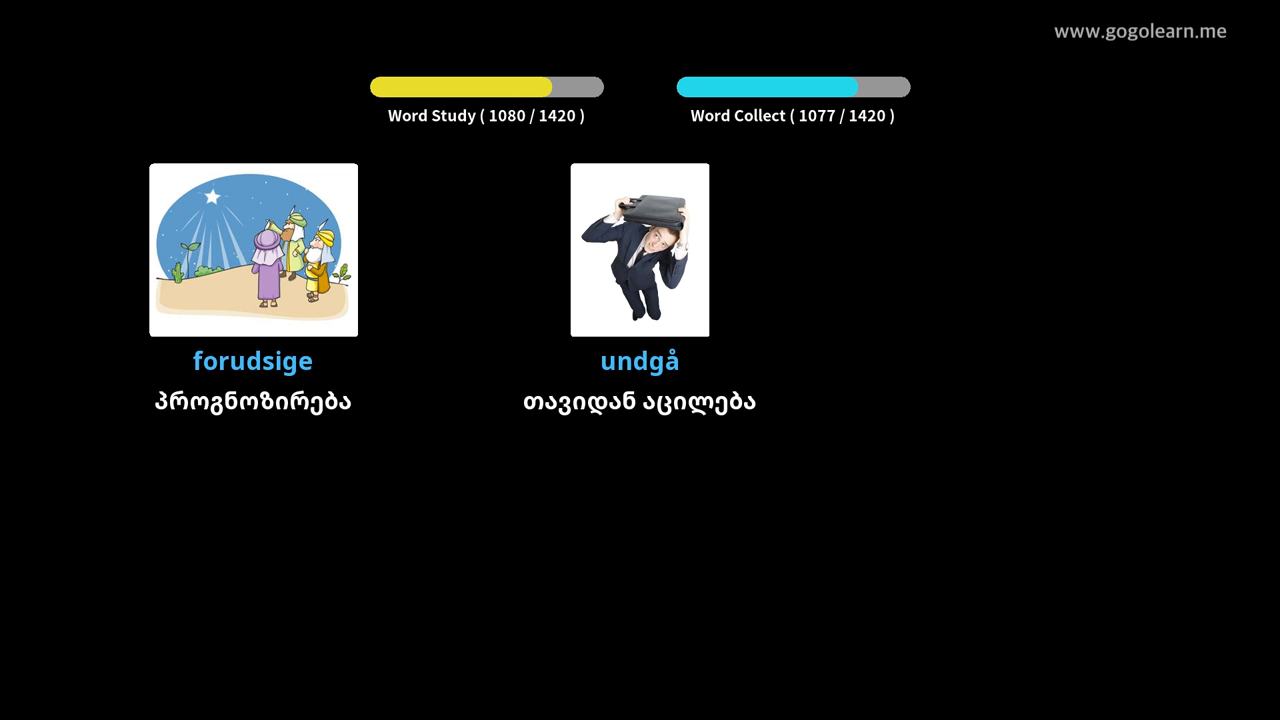 www.gogolearn.me
Word Study ( 1080 / 1420 )
Word Collect ( 1077 / 1420 )
forudsige
undgå
პროგნოზირება
თავიდან აცილება